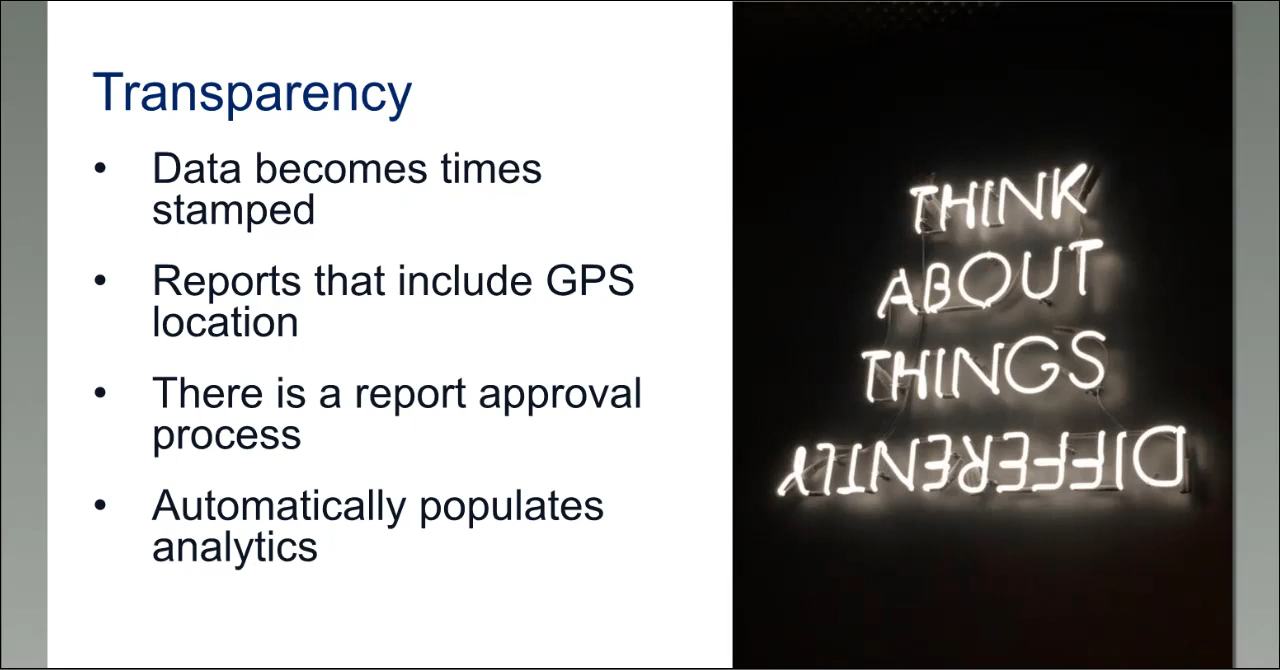 Transparency
• Data becomes times
stamped
• Reports that include GPS
location
• There is a report approval
process
• Automatically populates
analytics
THINK
ABOUT
THINGS
DIFFERENTLY